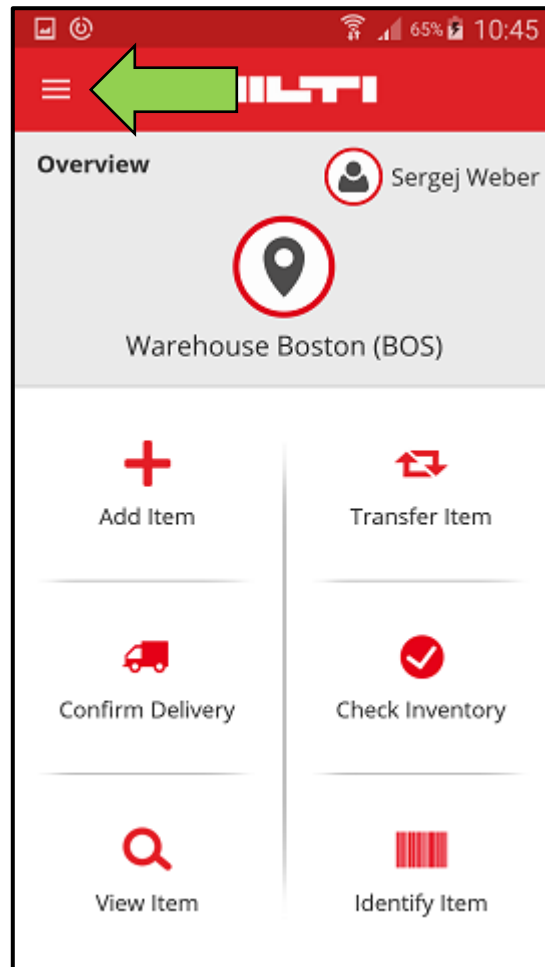 65% 10:45
HILTI
Overview
Sergej Weber
Warehouse Boston (BOS)
Add Item
Transfer Item
Confirm Delivery
Check Inventory
View Item
Identify Item